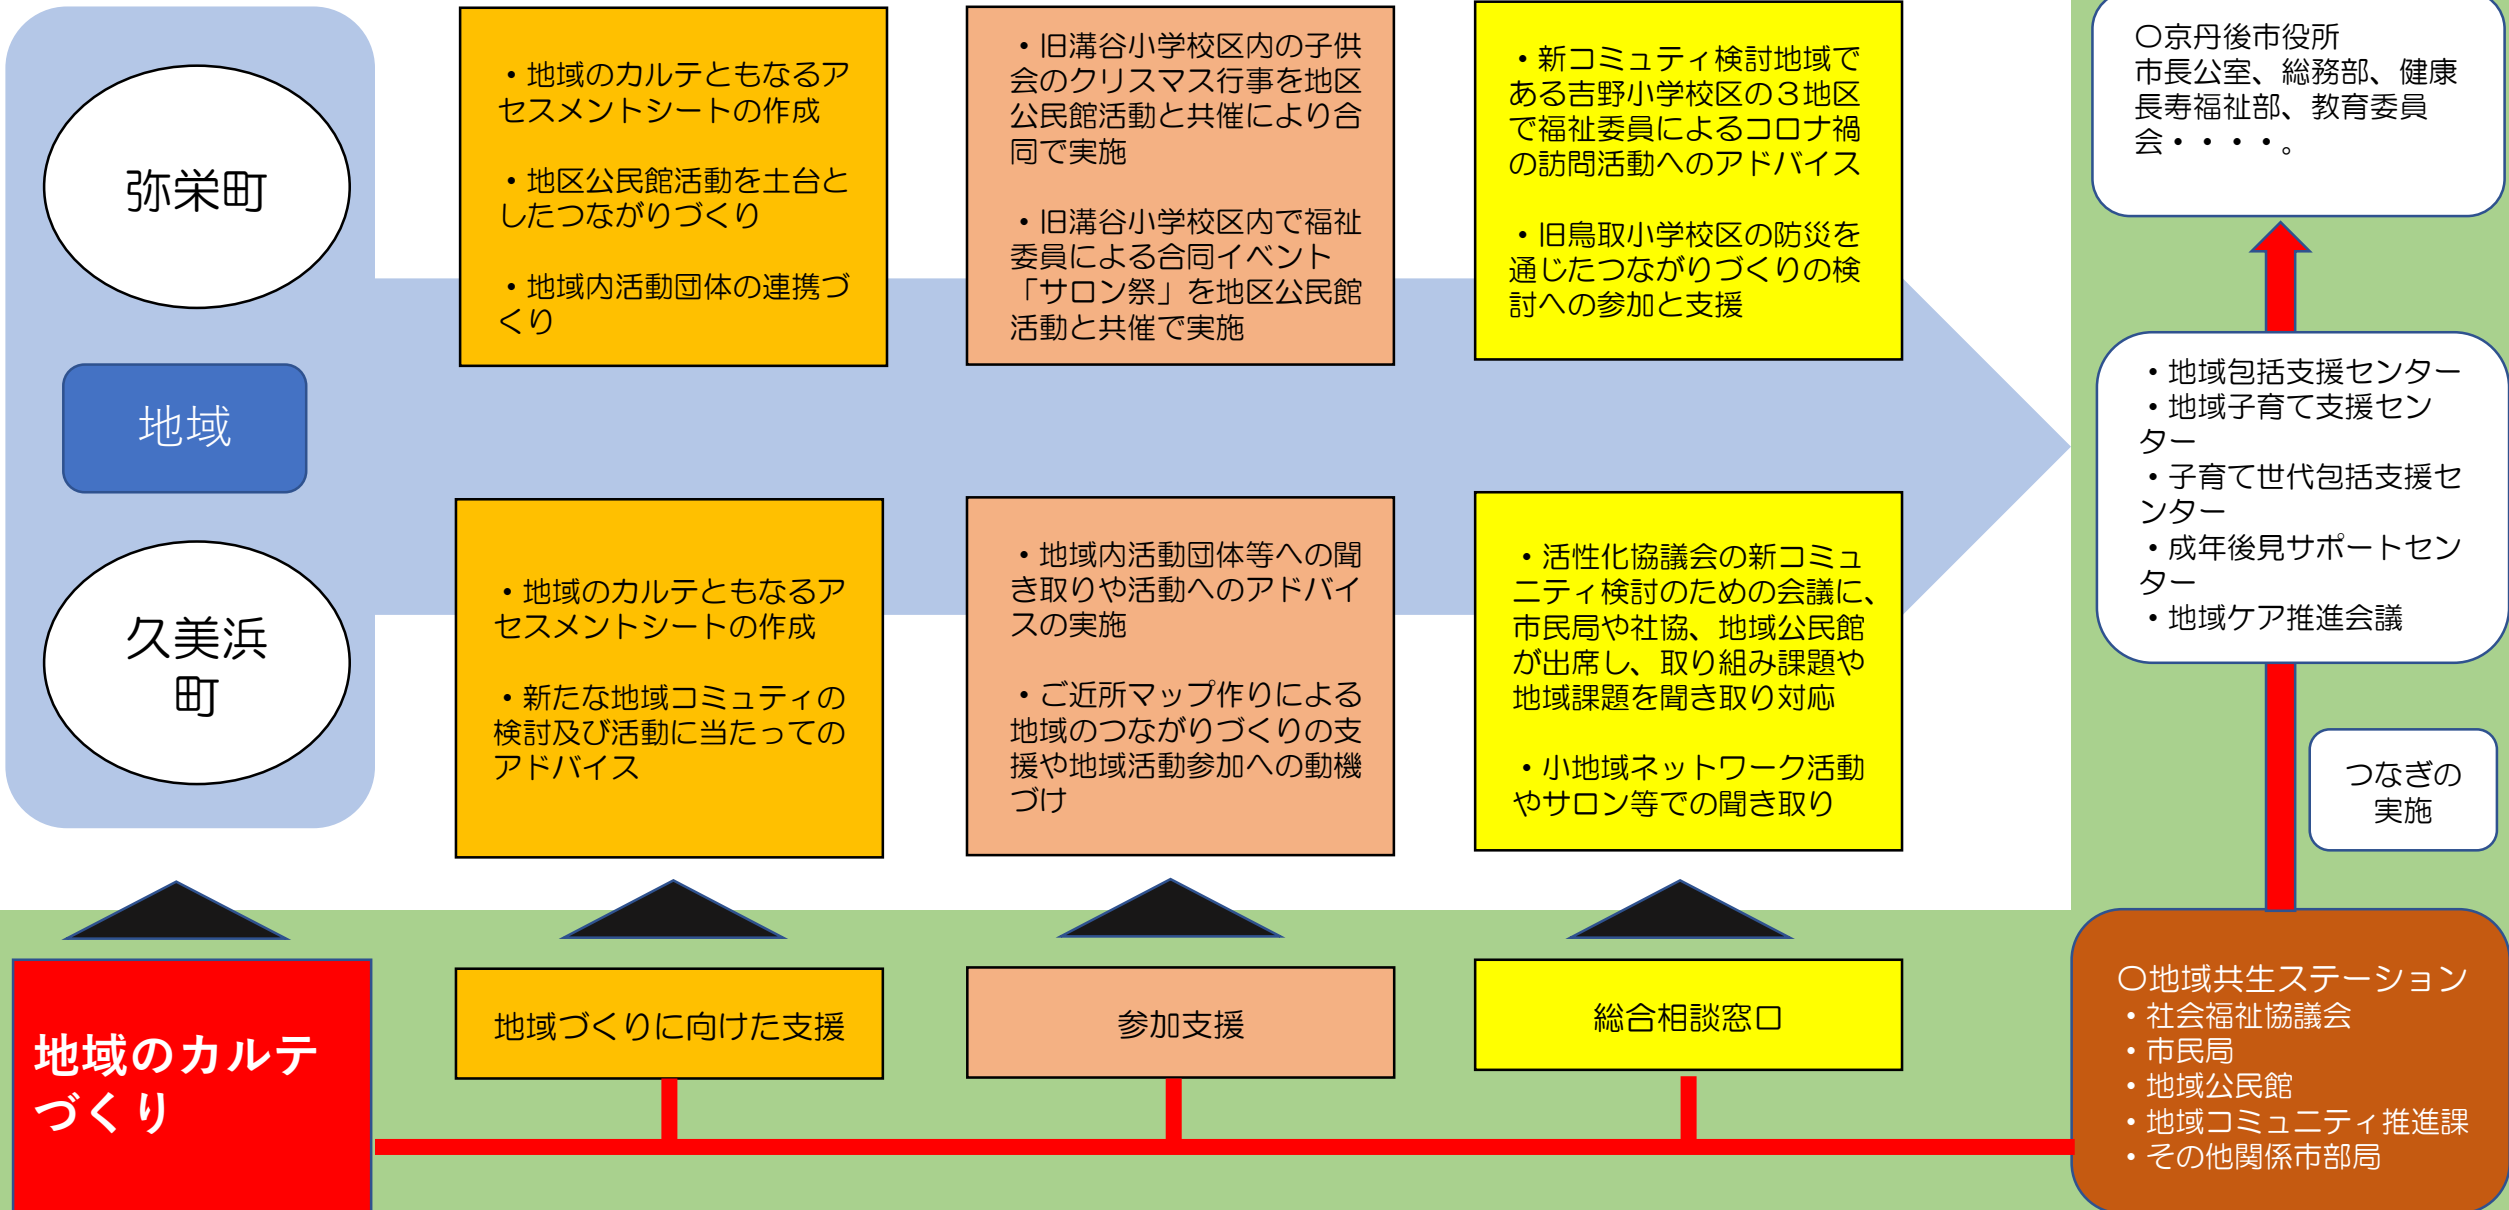 弥栄町
地域
久美浜
町
・地域のカルテともなるア
セスメントシートの作成
・地区公民館活動を土台と
したつながりづくり
・地域内活動団体の連携づ
くり
・旧溝谷小学校区内の子供
会のクリスマス行事を地区
公民館活動と共催により合
同で実施
・旧溝谷小学校区内で福祉
委員による合同イベント
「サロン祭」を地区公民館
活動と共催で実施
・新コミュティ検討地域で
ある吉野小学校区の３地区
で福祉委員によるコロナ禍
の訪問活動へのアドバイス
・旧鳥取小学校区の防災を
通じたつながりづくりの検
討への参加と支援
・地域のカルテともなるア
セスメントシートの作成
・新たな地域コミュティの
検討及び活動に当たっての
アドバイス
・地域内活動団体等への聞
き取りや活動へのアドバイ
スの実施
・ご近所マップ作りによる
地域のつながりづくりの支
援や地域活動参加への動機
づけ
・活性化協議会の新コミュ
ニティ検討のための会議に、
市民局や社協、地域公民館
が出席し、取り組み課題や
地域課題を聞き取り対応
・小地域ネットワーク活動
やサロン等での聞き取り
〇京丹後市役所
市長公室、総務部、健康
長寿福祉部、教育委員
会・・・・。
・地域包括支援センター
・地域子育て支援セン
ター
・子育て世代包括支援セ
ンター
・成年後見サポートセン
ター
・地域ケア推進会議
つなぎの
実施
地域のカルテ
づくり
地域づくりに向けた支援
参加支援
総合相談窓口
〇地域共生ステーション
・社会福祉協議会
・市民局
・地域公民館
・地域コミュニティ推進課
・その他関係市部局